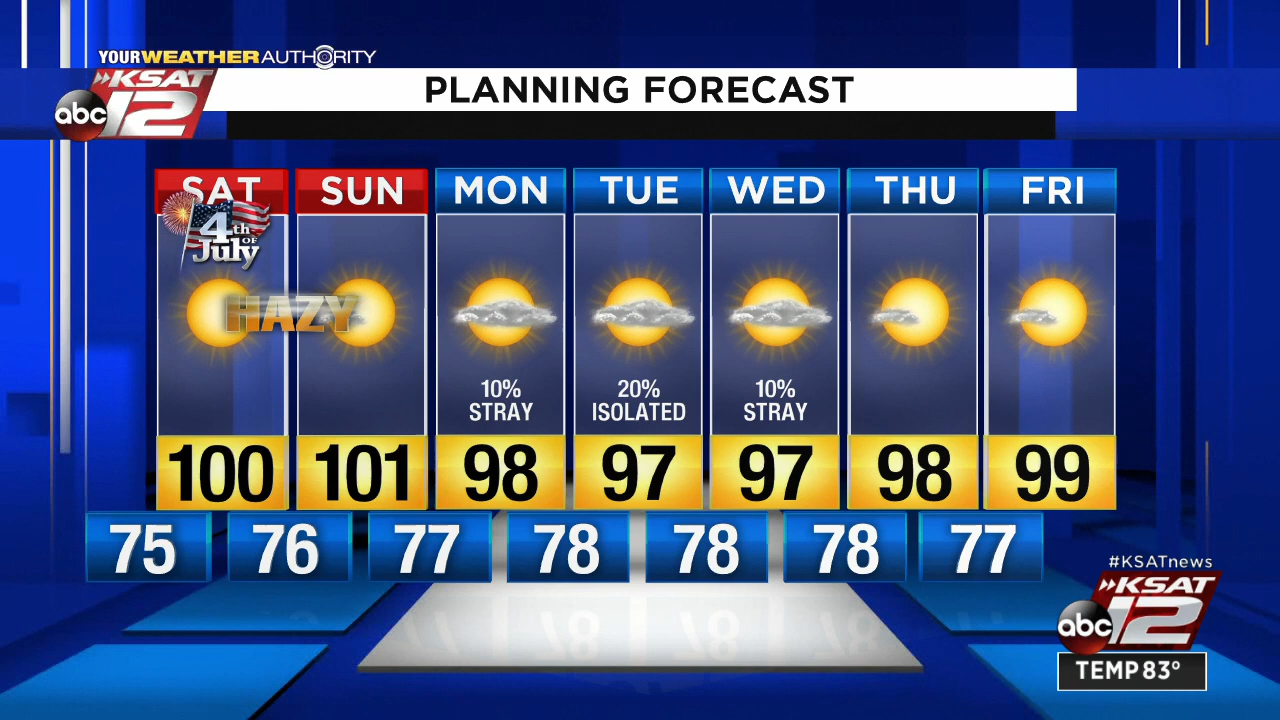 YOURWEATHERAUTHORITY
KSAT
abc 12
PLANNING FORECAST
SAT SUN MON TUE WED THU FRI
4th OF July
HAZY
10% STRAY
20% ISOLATED
10% STRAY
100 101 98 97 97 98 99
75 76 77 78 78 78 77
#KSATnews
KSAT
abc 12
TEMP 83°